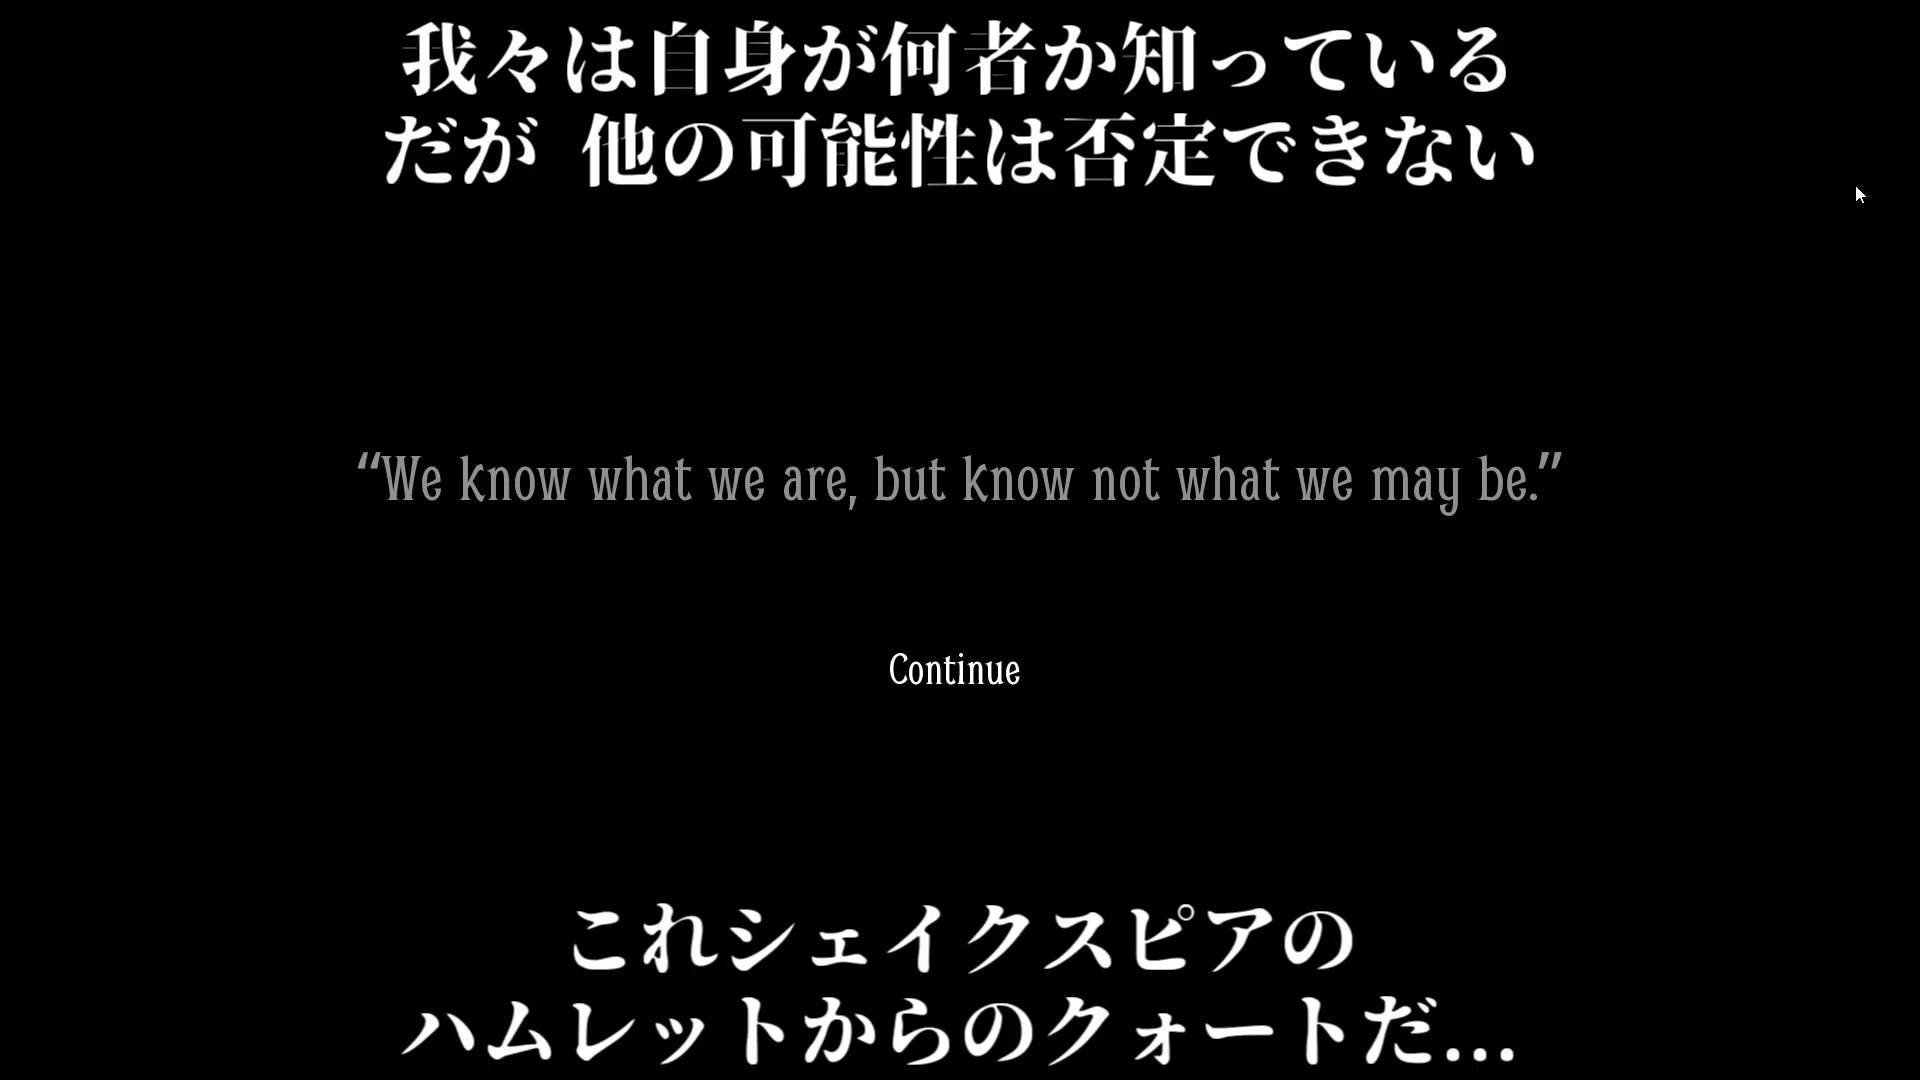 我々は自身が何者か知っている
だが 他の可能性は否定できない
“We know what we are, but know not what we may be.”
Continue
これシェイクスピアの
ハムレットからのクォートだ...